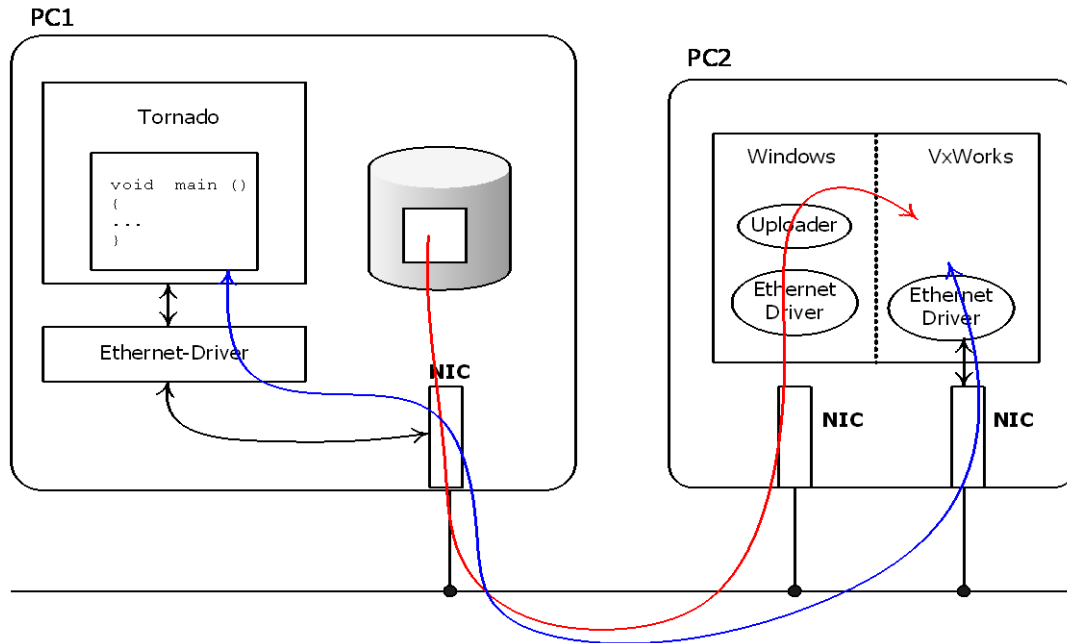 PC1
Tornado
void main ()
{
...
}
Ethernet-Driver
NIC
PC2
Windows
VxWorks
Uploader
Ethernet
Driver
Ethernet
Driver
NIC
NIC